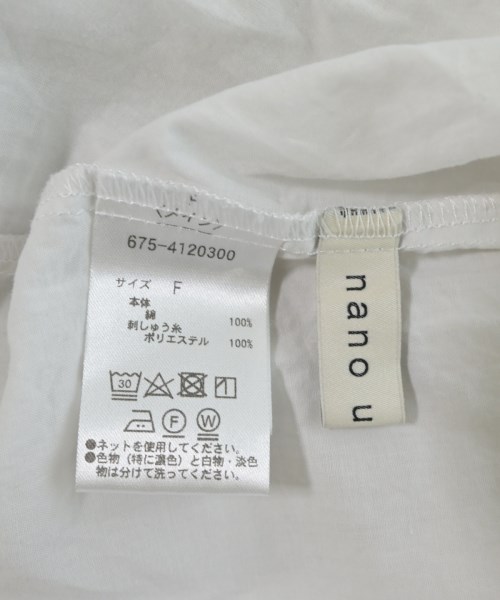 675-4120300
サイズ F
本体
綿 100%
刺しゅう糸
ポリエステル 100%
30
F
W
●ネットを使用してください。
●色物（特に濃色）と白物・淡色
物は分けて洗ってください。
nano u